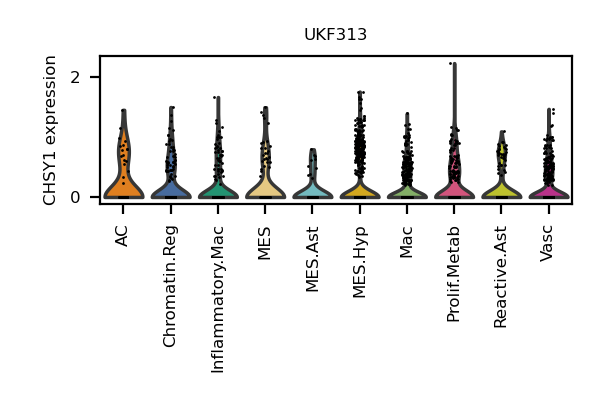 UKF313
CHSY1 expression
2
0
AC
Chromatin.Reg
Inflammatory.Mac
MES
MES.Ast
MES.Hyp
Mac
Prolif.Metab
Reactive.Ast
Vasc